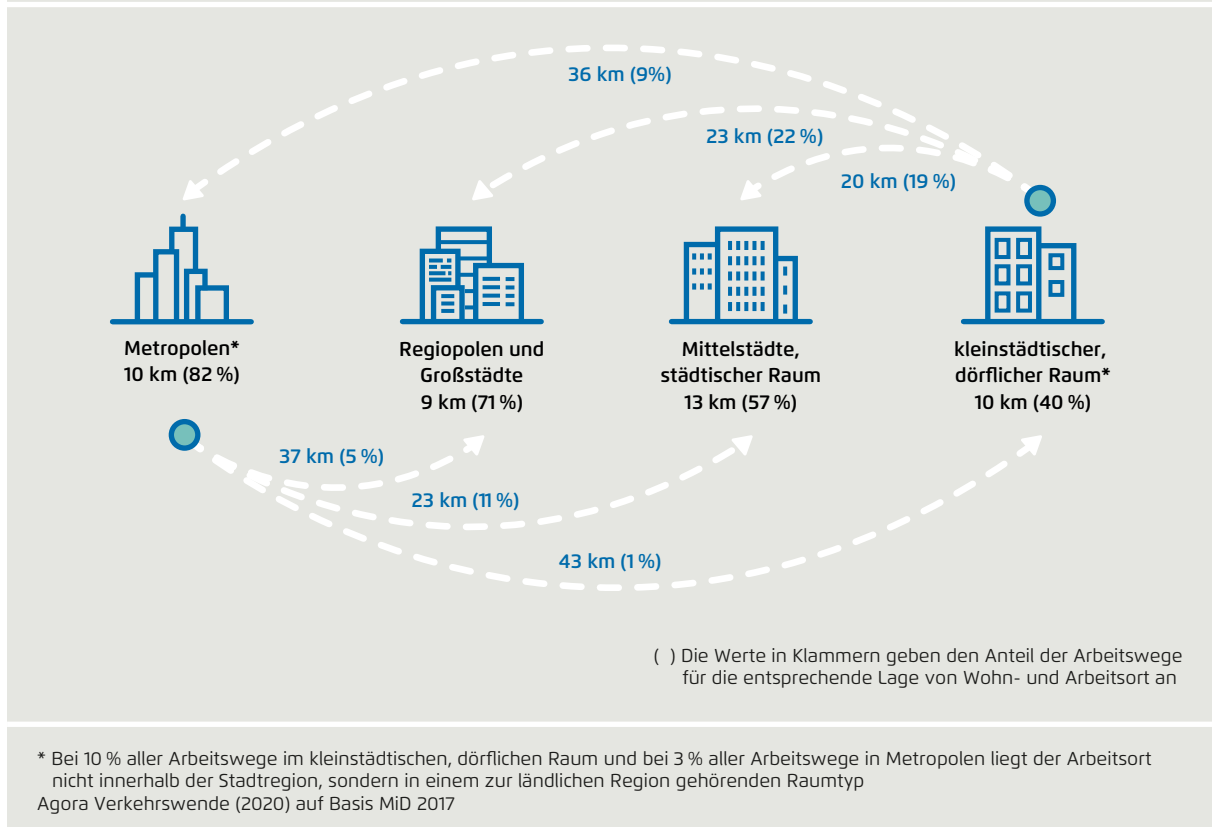 36 km (9%)
23 km (22 %)
20 km (19 %)
Metropolen*
10 km (82 %)
Regiopolen und
Großstädte
9 km (71 %)
Mittelstädte,
städtischer Raum
13 km (57 %)
kleinstädtischer,
dörflicher Raum*
10 km (40 %)
37 km (5 %)
23 km (11 %)
43 km (1 %)
( ) Die Werte in Klammern geben den Anteil der Arbeitswege
für die entsprechende Lage von Wohn- und Arbeitsort an
* Bei 10 % aller Arbeitswege im kleinstädtischen, dörflichen Raum und bei 3 % aller Arbeitswege in Metropolen liegt der Arbeitsort
nicht innerhalb der Stadtregion, sondern in einem zur ländlichen Region gehörenden Raumtyp
Agora Verkehrswende (2020) auf Basis MiD 2017